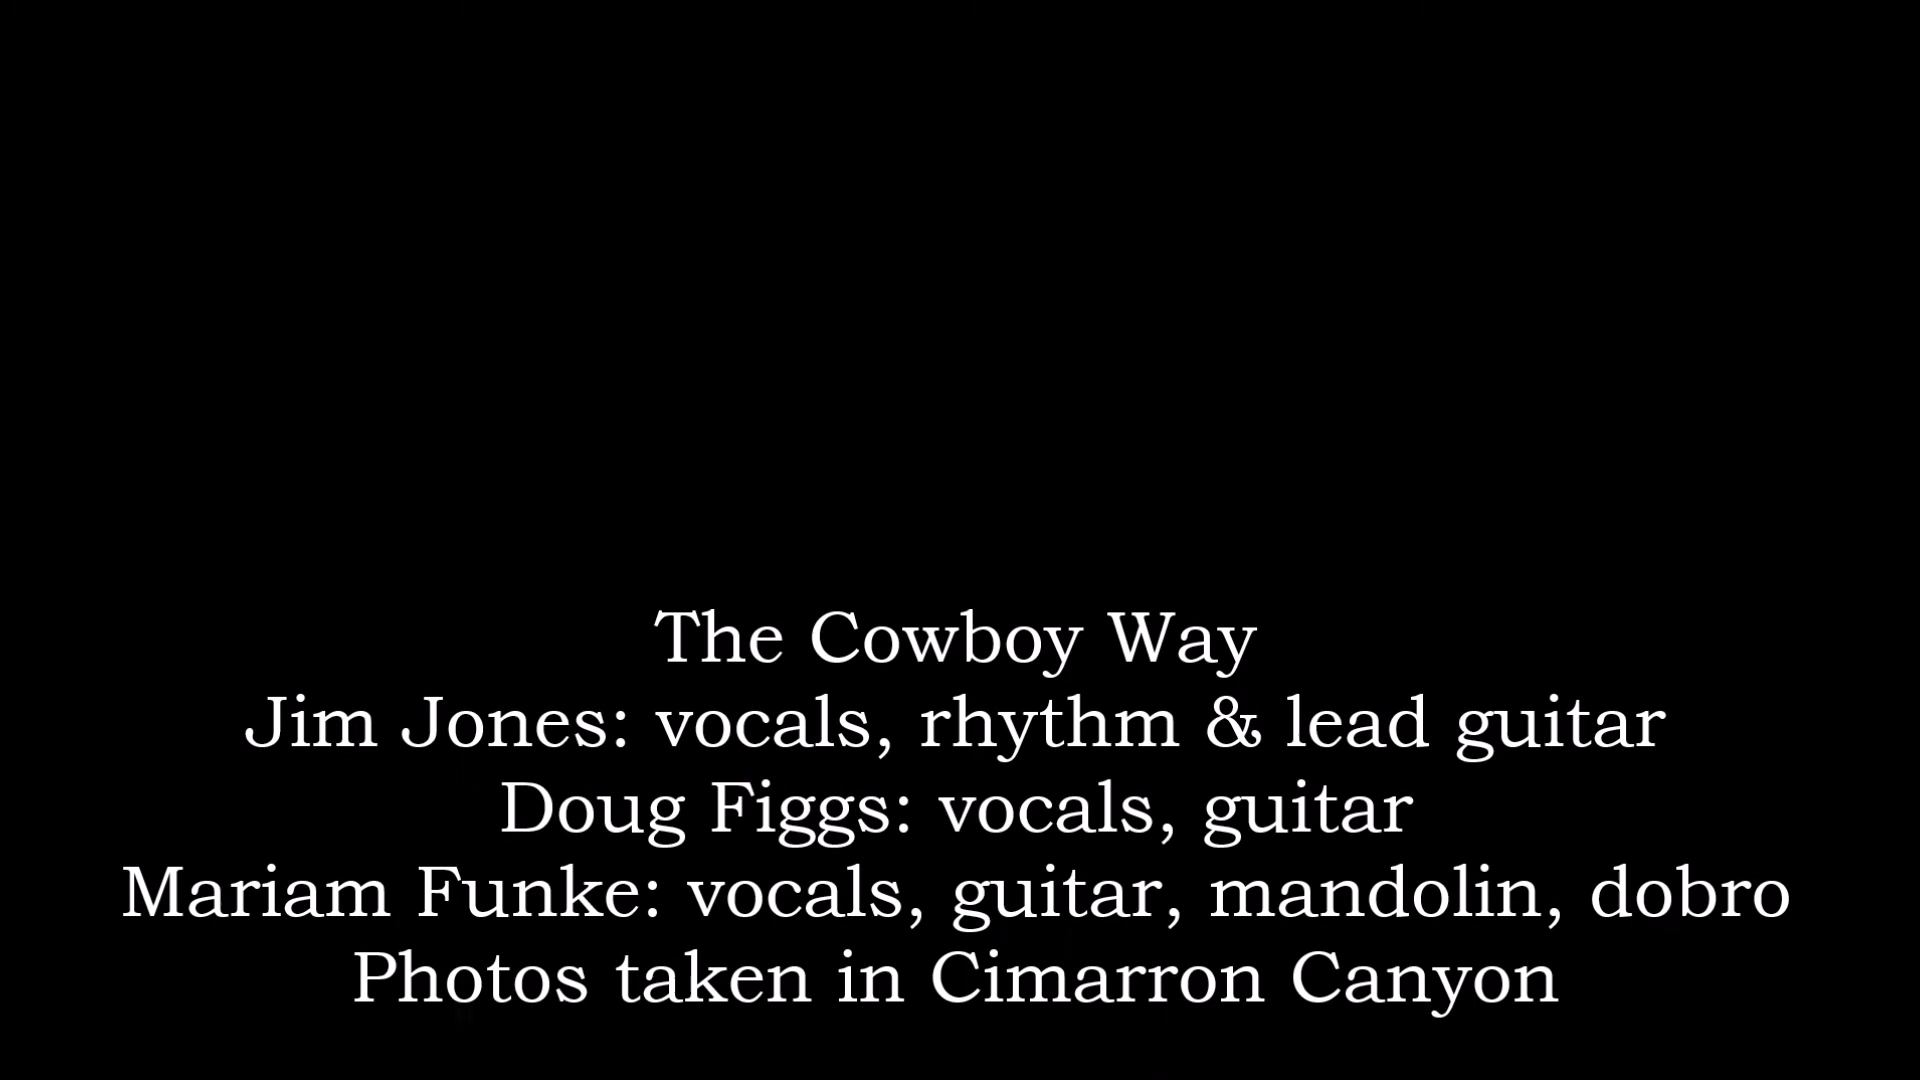 The Cowboy Way
Jim Jones: vocals, rhythm & lead guitar
Doug Figgs: vocals, guitar
Mariam Funke: vocals, guitar, mandolin, dobro
Photos taken in Cimarron Canyon